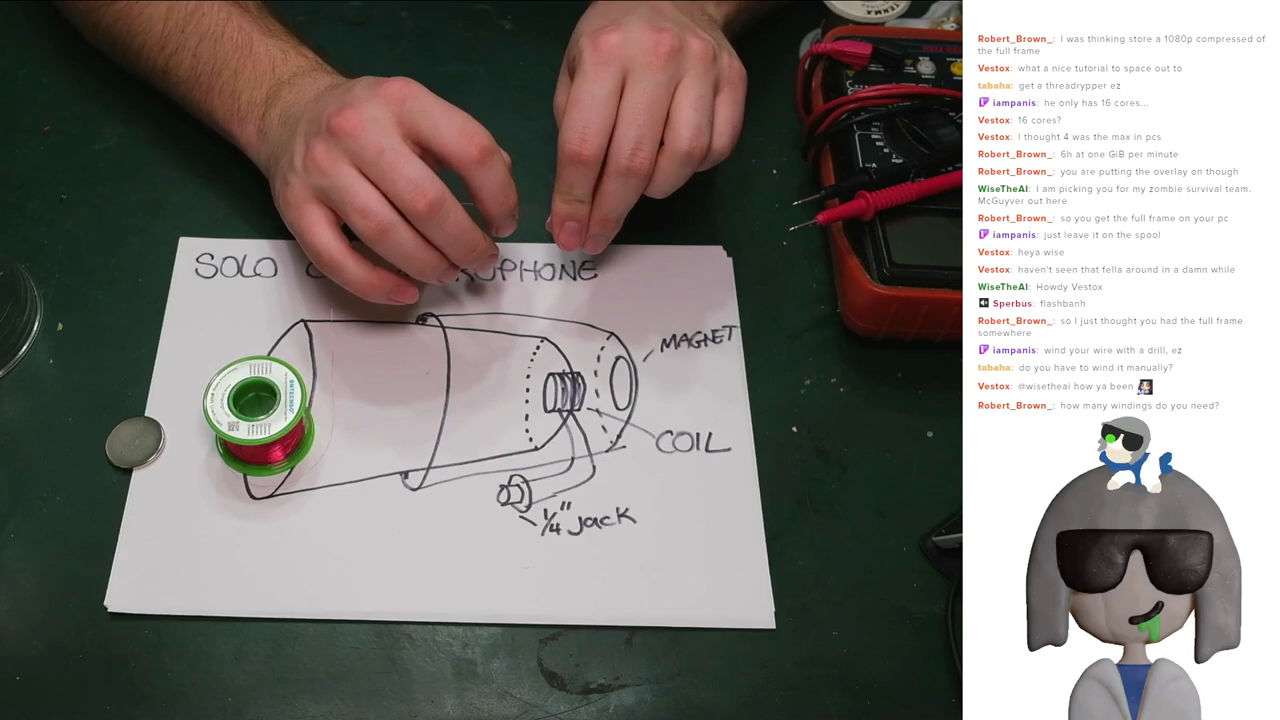 SOLO
ROPHONE
MAGNET
COIL
1/4" Jack
Robert_Brown_: I was thinking store a 1080p compressed of
the full frame
Vestox: what a nice tutorial to space out to
tabaha: get a threadrypper ez
iampanis: he only has 16 cores...
Vestox: 16 cores?
Vestox: I thought 4 was the max in pcs
Robert_Brown_: 6h at one GiB per minute
Robert_Brown_: you are putting the overlay on though
WiseTheAI: I am picking you for my zombie survival team.
McGuyver out here
Robert_Brown_: so you get the full frame on your pc
iampanis: just leave it on the spool
Vestox: heya wise
Vestox: haven't seen that fella around in a damn while
WiseTheAI: Howdy Vestox
Sperbus: flashbanh
Robert_Brown_: so I just thought you had the full frame
somewhere
iampanis: wind your wire with a drill, ez
tabaha: do you have to wind it manually?
Vestox: @wisetheai how ya been
Robert_Brown_: how many windings do you need?